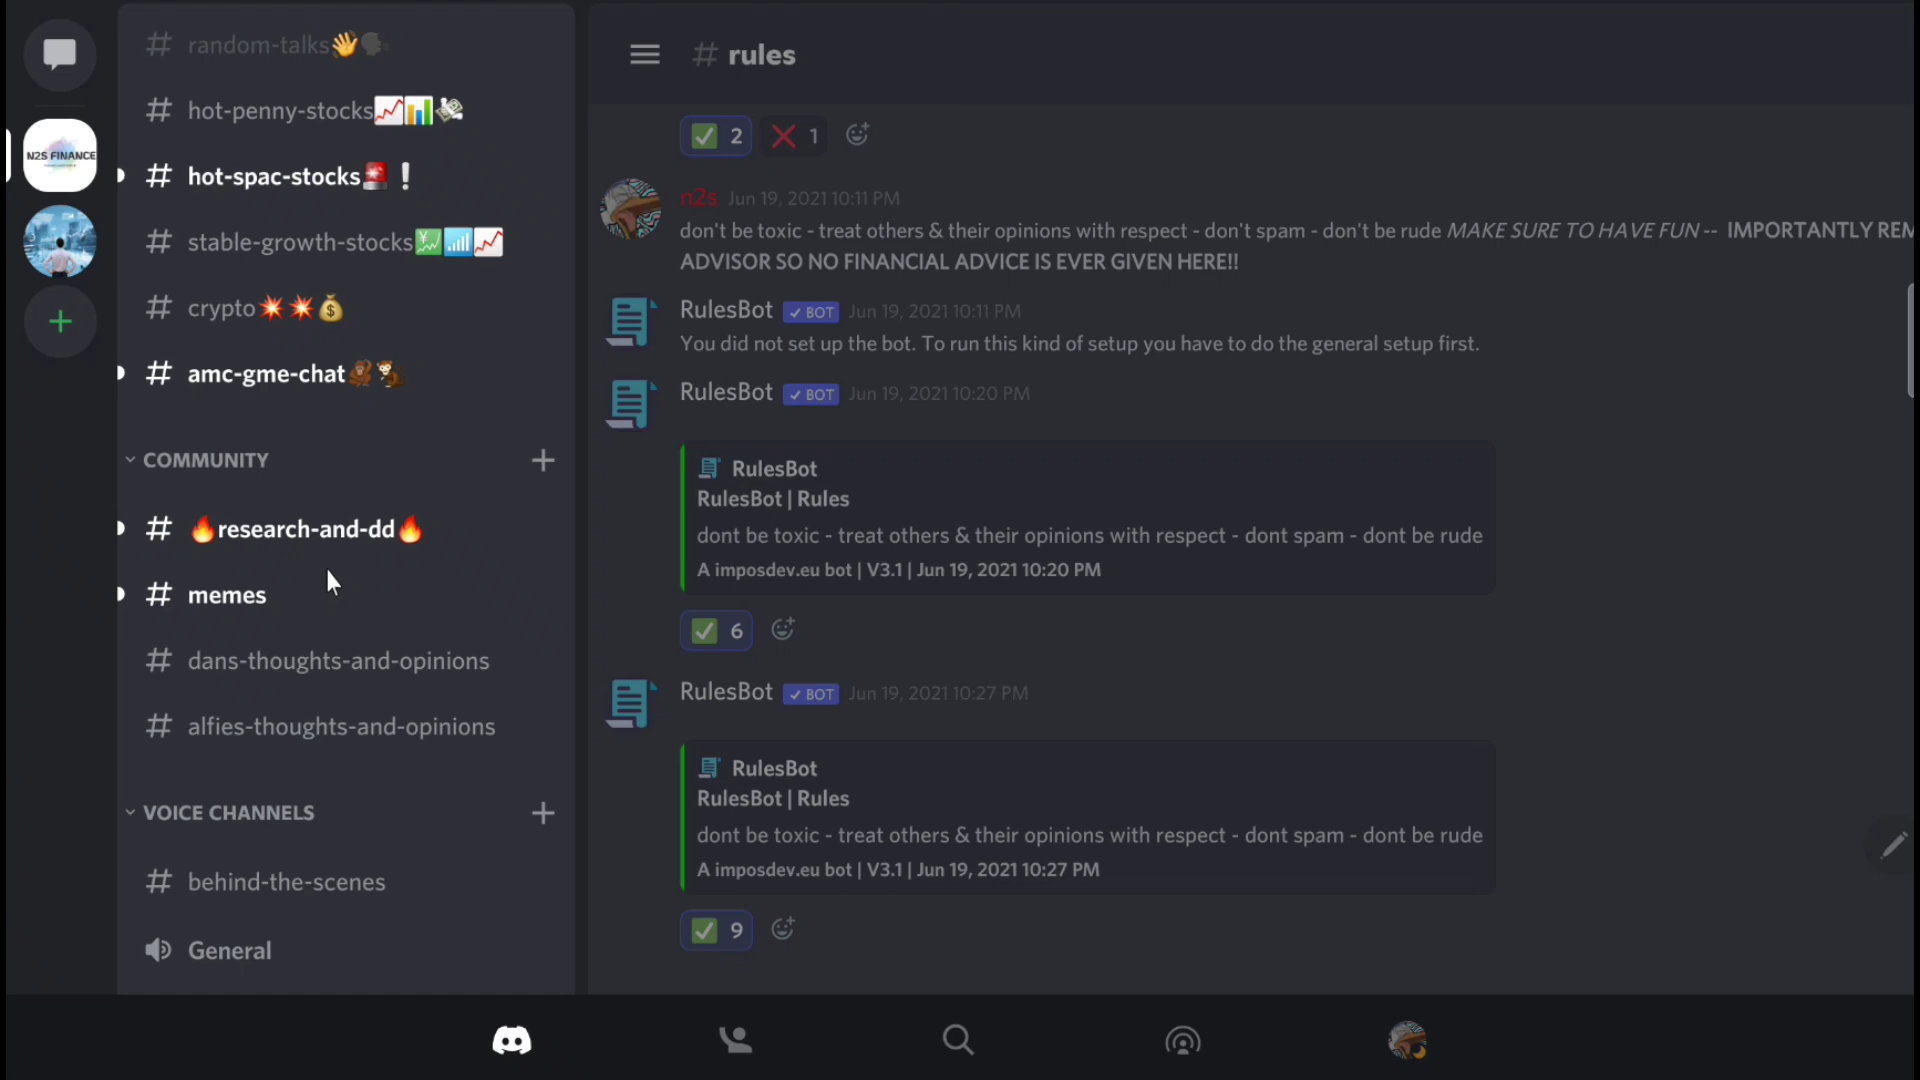 # random-talks👋🗣
# hot-penny-stocks📈📊💸
N2S FINANCE
# hot-spac-stocks🚨❕
# stable-growth-stocks💹📶📈
# crypto💥💥💰
# amc-gme-chat🦧🐒
COMMUNITY
# 🔥research-and-dd🔥
# memes
# dans-thoughts-and-opinions
# alfies-thoughts-and-opinions
VOICE CHANNELS
# behind-the-scenes
General
# rules
✅ 2 ❌ 1
n2s Jun 19, 2021 10:11 PM
don't be toxic - treat others & their opinions with respect - don't spam - don't be rude MAKE SURE TO HAVE FUN -- IMPORTANTLY REM
ADVISOR SO NO FINANCIAL ADVICE IS EVER GIVEN HERE!!
RulesBot ✓ BOT Jun 19, 2021 10:11 PM
You did not set up the bot. To run this kind of setup you have to do the general setup first.
RulesBot ✓ BOT Jun 19, 2021 10:20 PM
RulesBot
RulesBot | Rules
dont be toxic - treat others & their opinions with respect - dont spam - dont be rude
A imposdev.eu bot | V3.1 | Jun 19, 2021 10:20 PM
✅ 6
RulesBot ✓ BOT Jun 19, 2021 10:27 PM
RulesBot
RulesBot | Rules
dont be toxic - treat others & their opinions with respect - dont spam - dont be rude
A imposdev.eu bot | V3.1 | Jun 19, 2021 10:27 PM
✅ 9